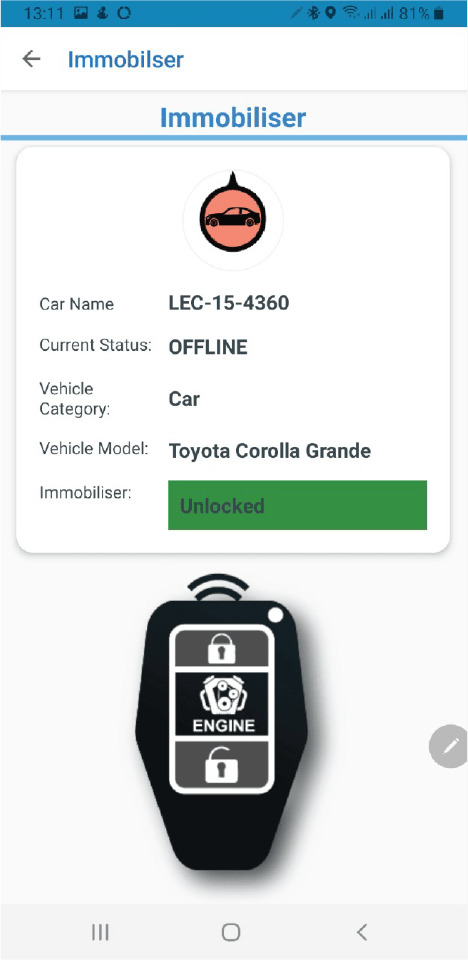 13:11 81%
Immobilser
Immobiliser
Car Name LEC-15-4360
Current Status: OFFLINE
Vehicle
Category: Car
Vehicle Model: Toyota Corolla Grande
Immobiliser: Unlocked
ENGINE